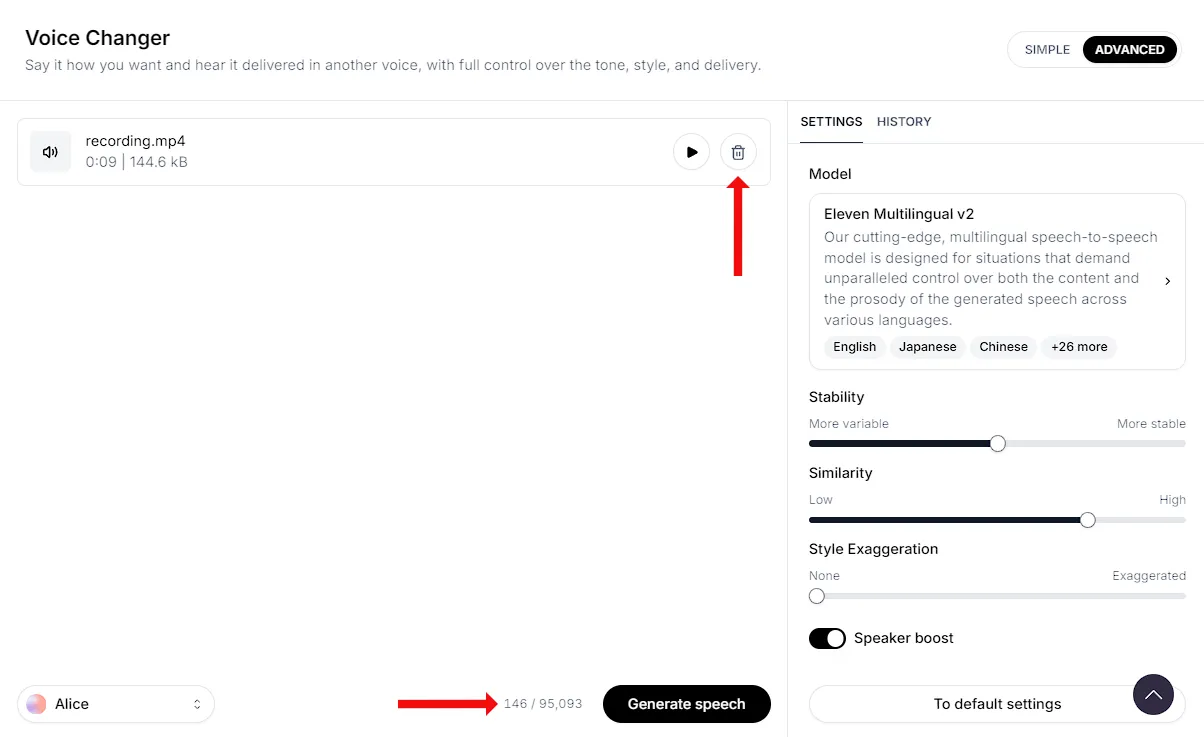 Voice Changer
Say it how you want and hear it delivered in another voice, with full control over the tone, style, and delivery.
SIMPLE ADVANCED
recording.mp4
0:09 | 144.6 kB
SETTINGS HISTORY
Model
Eleven Multilingual v2
Our cutting-edge, multilingual speech-to-speech
model is designed for situations that demand
unparalleled control over both the content and
the prosody of the generated speech across
various languages.
English Japanese Chinese +26 more
Stability
More variable More stable
Similarity
Low High
Style Exaggeration
None Exaggerated
Speaker boost
Alice
146 / 95,093
Generate speech
To default settings